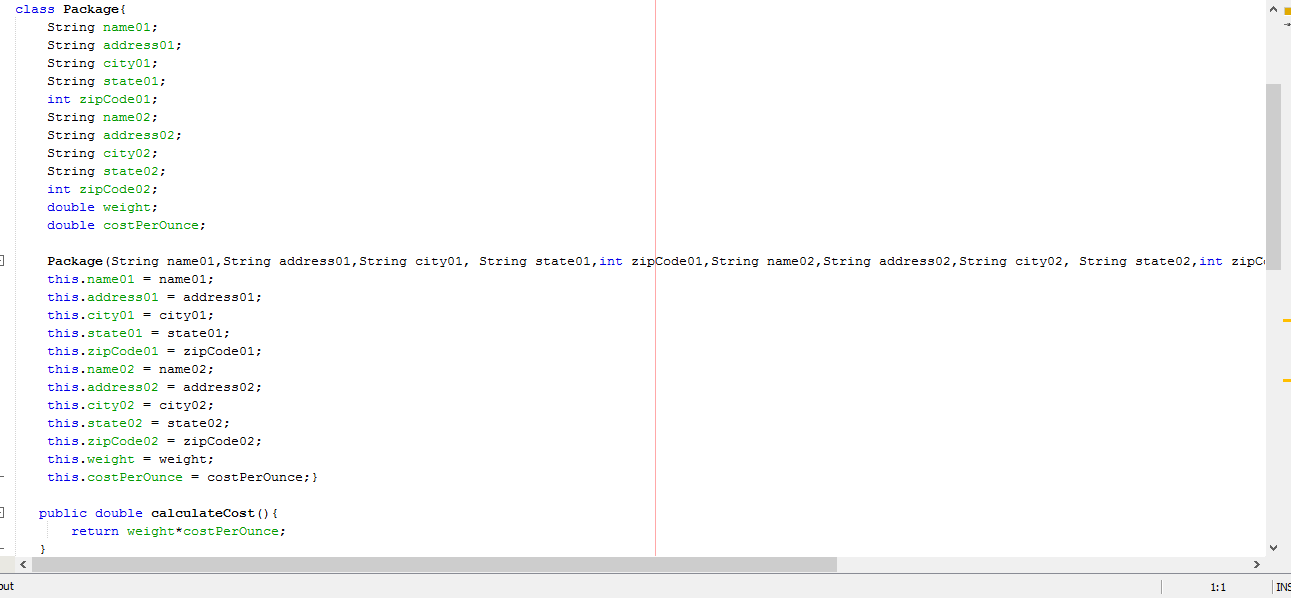 class Package{
String name01;
String address01;
String city01;
String state01;
int zipCode01;
String name02;
String address02;
String city02;
String state02;
int zipCode02;
double weight;
double costPerOunce;
Package(String name01,String address01,String city01, String state01,int zipCode01,String name02,String address02,String city02, String state02,int zipC
this.name01 = name01;
this.address01 = address01;
this.city01 = city01;
this.state01 = state01;
this.zipCode01 = zipCode01;
this.name02 = name02;
this.address02 = address02;
this.city02 = city02;
this.state02 = state02;
this.zipCode02 = zipCode02;
this.weight = weight;
this.costPerOunce = costPerOunce;}
public double calculateCost(){
return weight*costPerOunce;
}
put 1:1 INS